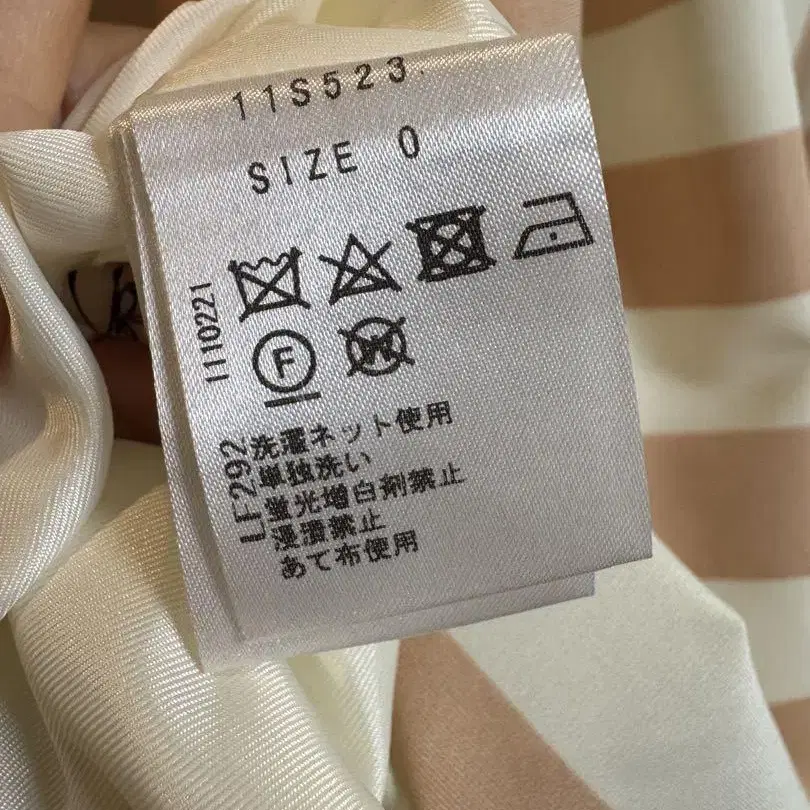 11S523.
SIZE 0
1110221
F
W
LF292
洗濯ネット使用
単独洗い
蛍光増白剤禁止
浸漬禁止
あて布使用